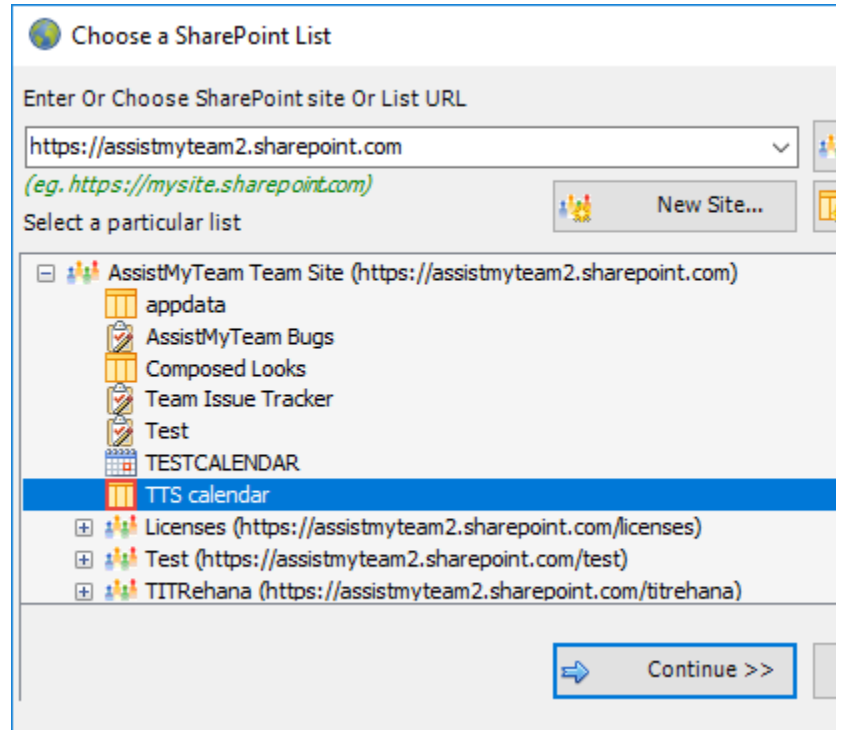 Choose a SharePoint List
Enter Or Choose SharePoint site Or List URL
https://assistmyteam2.sharepoint.com
(eg. https://mysite.sharepoint.com)
New Site...
Select a particular list
AssistMyTeam Team Site (https://assistmyteam2.sharepoint.com)
appdata
AssistMyTeam Bugs
Composed Looks
Team Issue Tracker
Test
TESTCALENDAR
TTS calendar
Licenses (https://assistmyteam2.sharepoint.com/licenses)
Test (https://assistmyteam2.sharepoint.com/test)
TITRehana (https://assistmyteam2.sharepoint.com/titrehana)
Continue >>